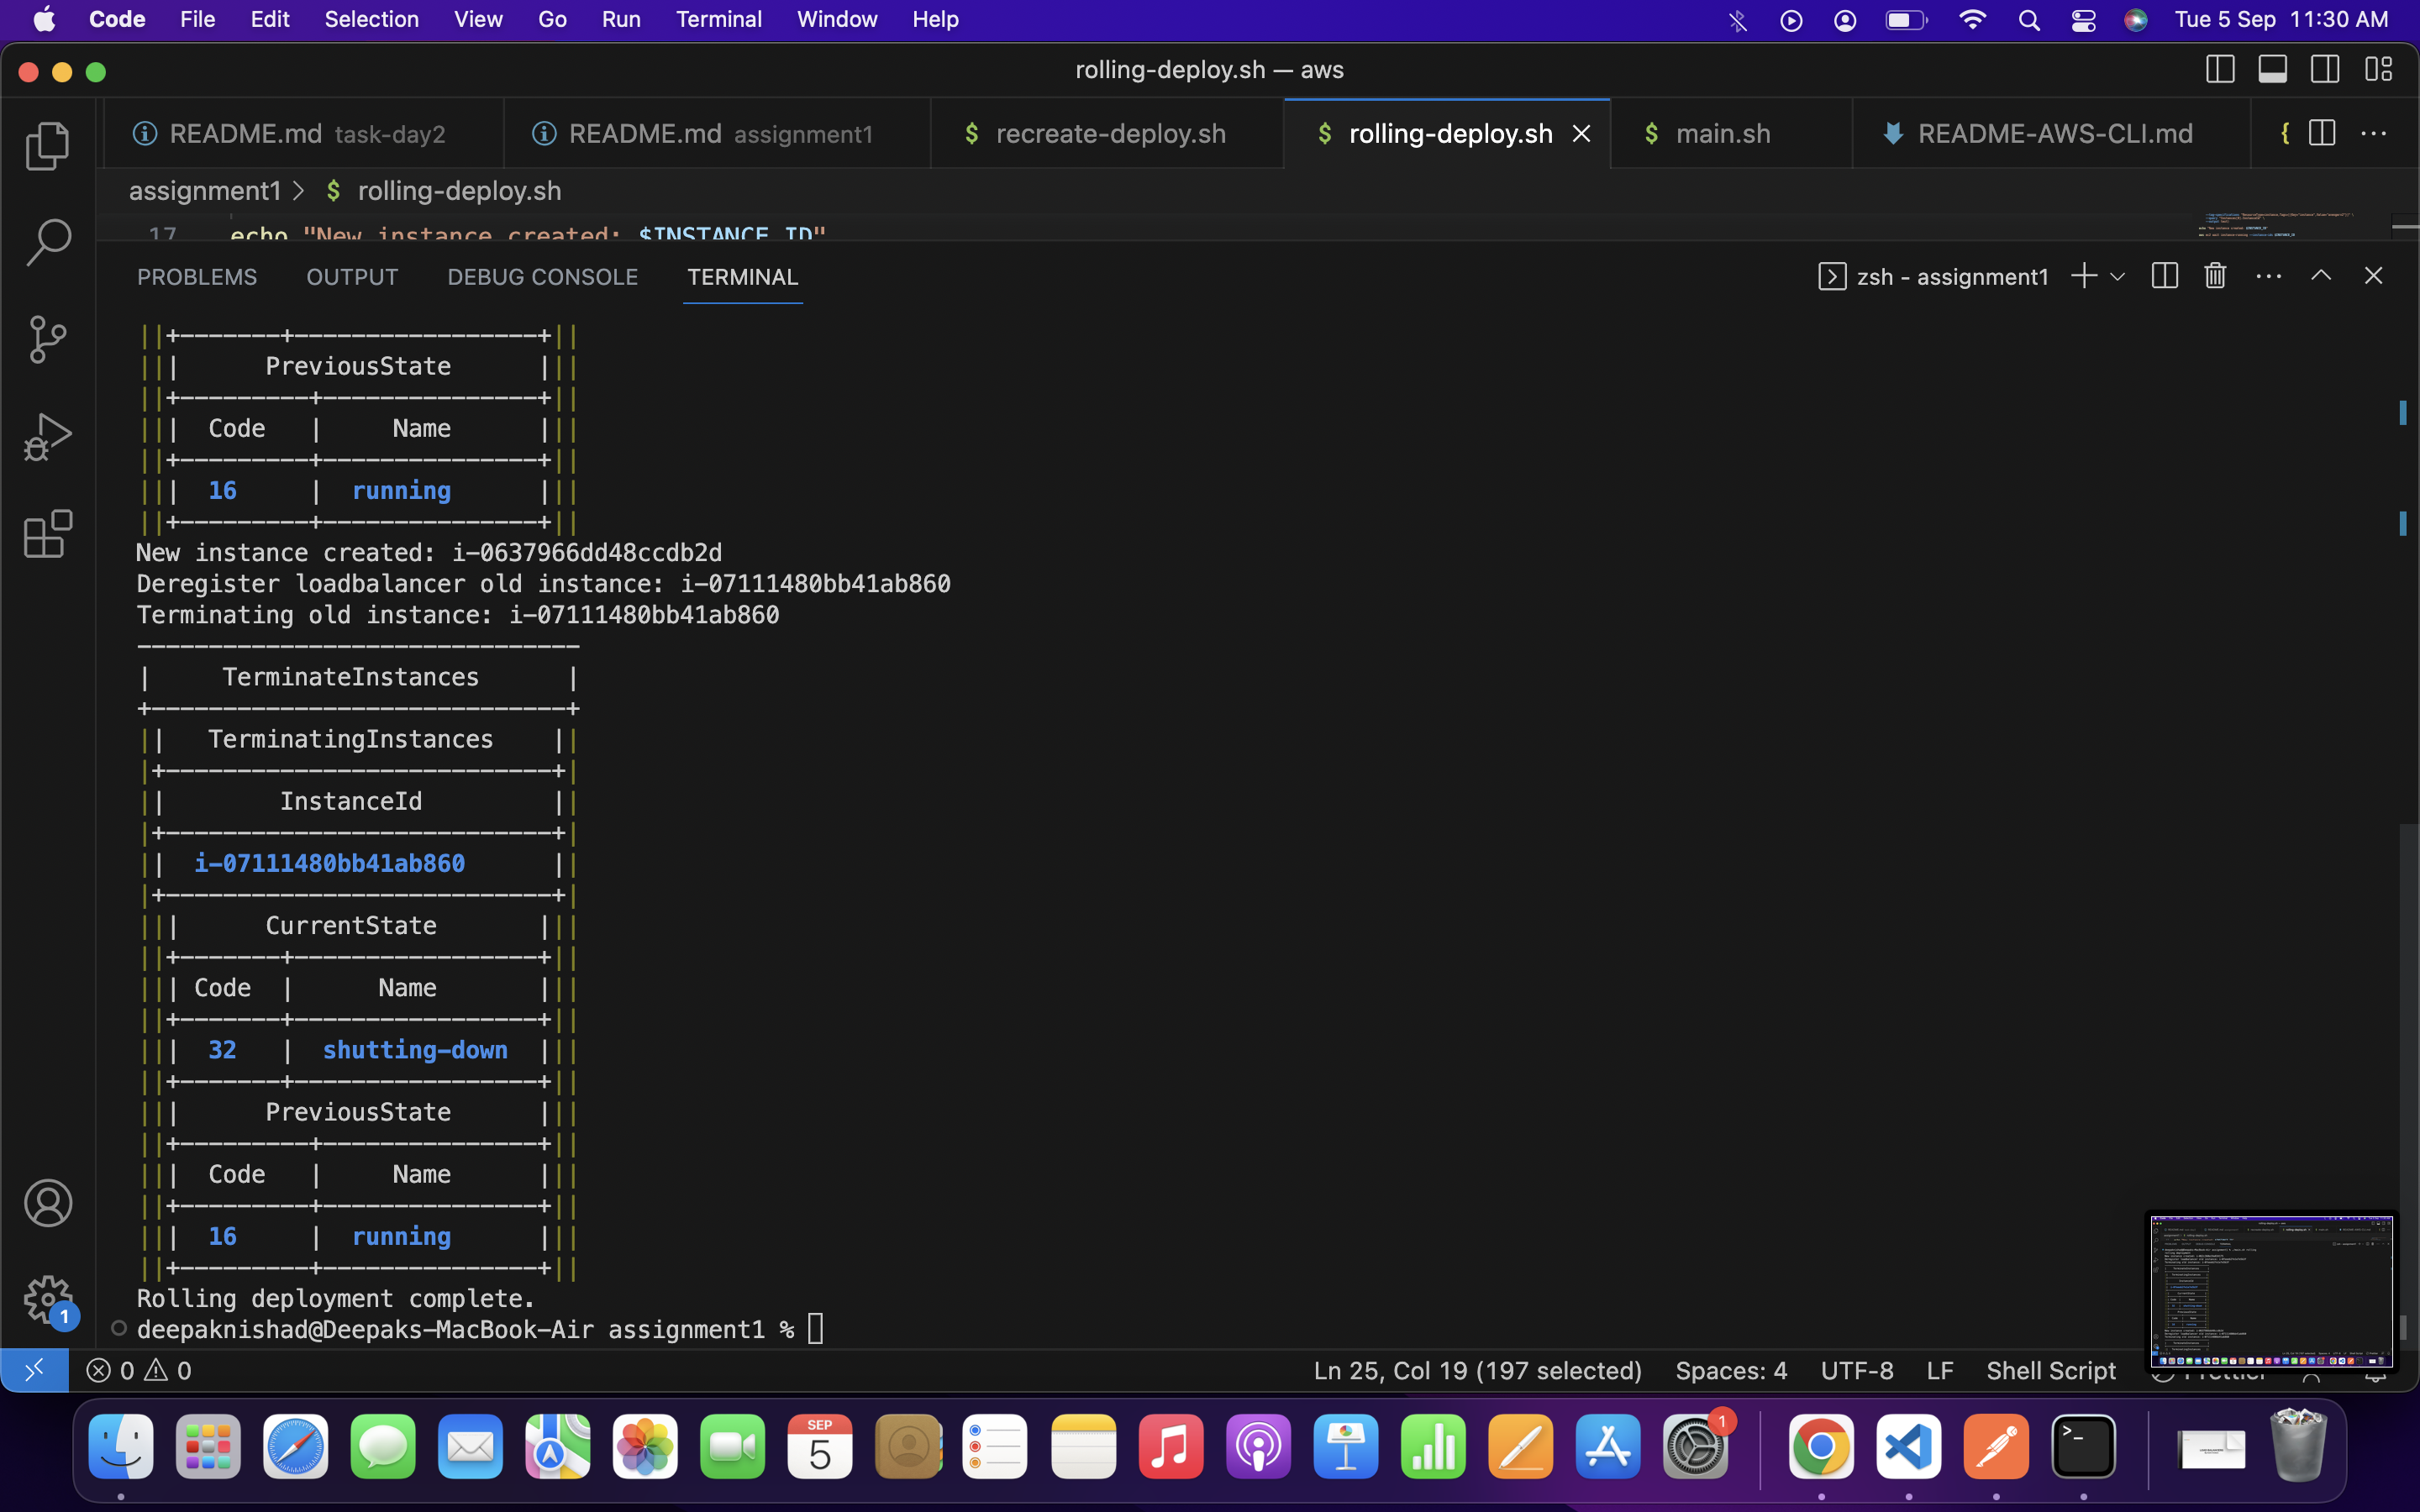 Code File Edit Selection View Go Run Terminal Window Help Tue 5 Sep 11:30 AM
rolling-deploy.sh — aws
README.md task-day2 README.md assignment1 $ recreate-deploy.sh $ rolling-deploy.sh $ main.sh README-AWS-CLI.md {
assignment1 > $ rolling-deploy.sh
17 echo "New instance created: $INSTANCE_ID"
PROBLEMS OUTPUT DEBUG CONSOLE TERMINAL zsh - assignment1
||+-------+-----------------+||
||| PreviousState |||
||+---------+---------------+||
||| Code | Name |||
||+---------+---------------+||
||| 16 | running |||
||+---------+---------------+||
New instance created: i-0637966dd48ccdb2d
Deregister loadbalancer old instance: i-07111480bb41ab860
Terminating old instance: i-07111480bb41ab860
-------------------------------
| TerminateInstances |
+-----------------------------+
|| TerminatingInstances ||
|+---------------------------+|
|| InstanceId ||
|+---------------------------+|
|| i-07111480bb41ab860 ||
|+---------------------------+|
||| CurrentState |||
||+-------+-----------------+||
||| Code | Name |||
||+-------+-----------------+||
||| 32 | shutting-down |||
||+-------+-----------------+||
||| PreviousState |||
||+---------+---------------+||
||| Code | Name |||
||+---------+---------------+||
||| 16 | running |||
||+---------+---------------+||
Rolling deployment complete.
deepaknishad@Deepaks-MacBook-Air assignment1 %
1
0 0 Ln 25, Col 19 (197 selected) Spaces: 4 UTF-8 LF Shell Script Prettier
SEP
5
1